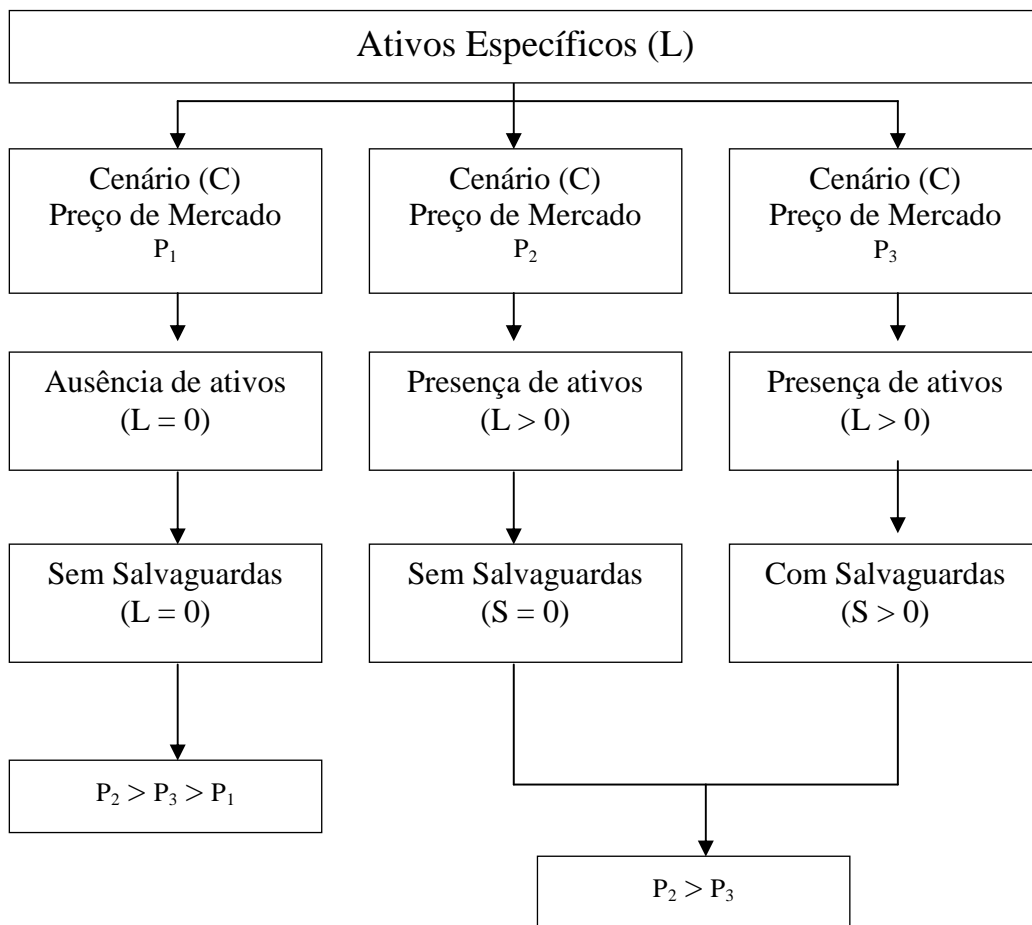 Ativos Específicos (L)
Cenário (C)
Preço de Mercado
P₁
Cenário (C)
Preço de Mercado
P₂
Cenário (C)
Preço de Mercado
P₃
Ausência de ativos
(L = 0)
Presença de ativos
(L > 0)
Presença de ativos
(L > 0)
Sem Salvaguardas
(L = 0)
Sem Salvaguardas
(S = 0)
Com Salvaguardas
(S > 0)
P₂ > P₃ > P₁
P₂ > P₃